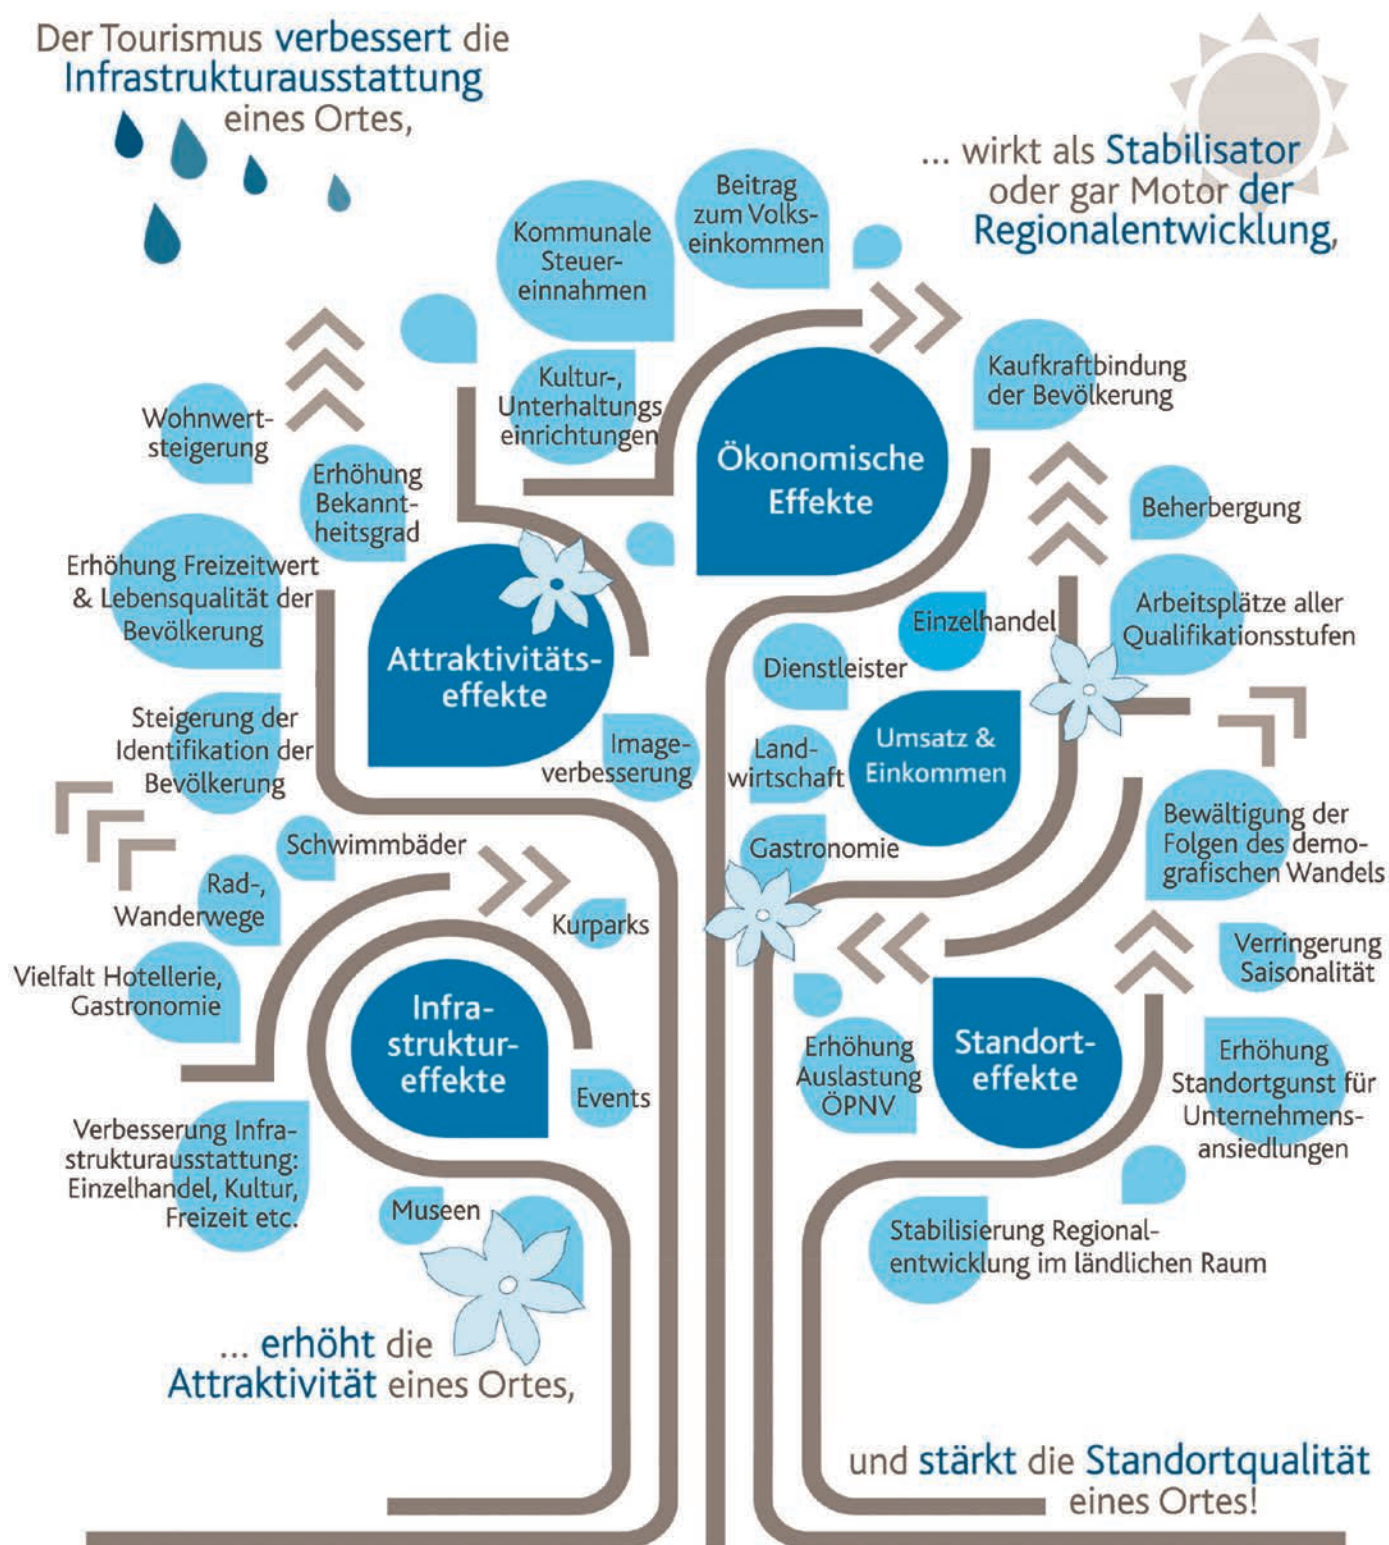 Der Tourismus verbessert die
Infrastrukturausstattung
eines Ortes,
... wirkt als Stabilisator
oder gar Motor der
Regionalentwicklung,
Beitrag
zum Volks-
einkommen
Kommunale
Steuer-
einnahmen
Kultur-,
Unterhaltungs
einrichtungen
Kaufkraftbindung
der Bevölkerung
Ökonomische
Effekte
Wohnwert-
steigerung
Erhöhung
Bekannt-
heitsgrad
Erhöhung Freizeitwert
& Lebensqualität der
Bevölkerung
Attraktivitäts-
effekte
Steigerung der
Identifikation der
Bevölkerung
Image-
verbesserung
Beherbergung
Arbeitsplätze aller
Qualifikationsstufen
Einzelhandel
Dienstleister
Land-
wirtschaft
Umsatz &
Einkommen
Gastronomie
Bewältigung der
Folgen des demo-
grafischen Wandels
Schwimmbäder
Rad-,
Wanderwege
Kurparks
Vielfalt Hotellerie,
Gastronomie
Infra-
struktur-
effekte
Events
Verbesserung Infra-
strukturausstattung:
Einzelhandel, Kultur,
Freizeit etc.
Museen
Verringerung
Saisonalität
Erhöhung
Auslastung
ÖPNV
Standort-
effekte
Erhöhung
Standortgunst für
Unternehmens-
ansiedlungen
Stabilisierung Regional-
entwicklung im ländlichen Raum
... erhöht die
Attraktivität eines Ortes,
und stärkt die Standortqualität
eines Ortes!